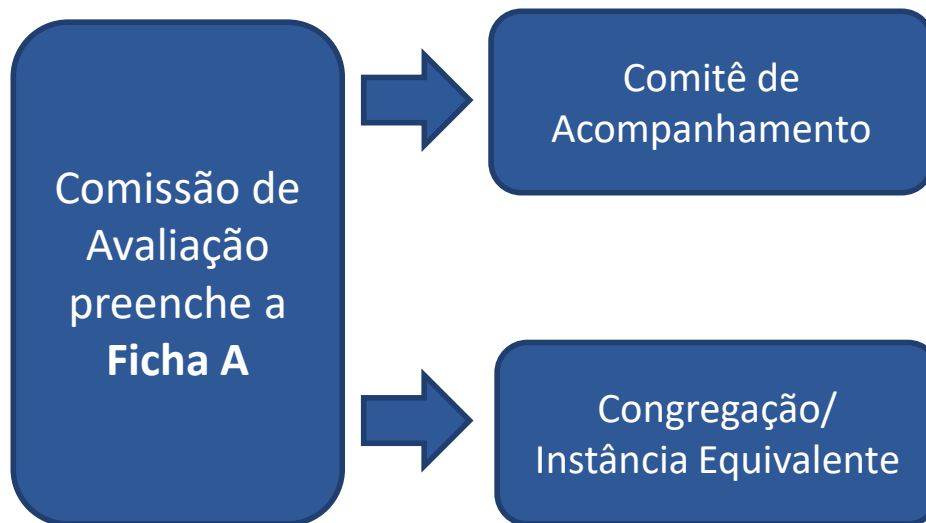 Comissão de
Avaliação
preenche a
Ficha A
Comitê de
Acompanhamento
Congregação/
Instância Equivalente